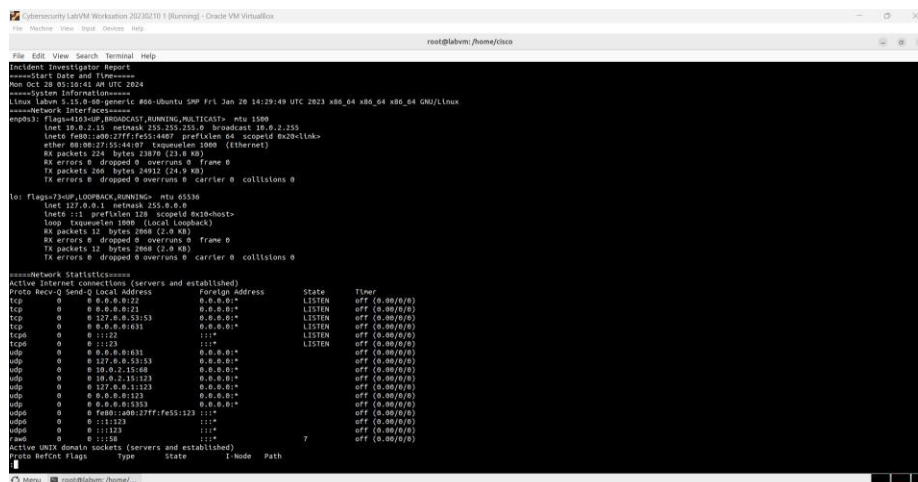 Cybersecurity LabVM Worksation 20230210 1 [Running] - Oracle VM VirtualBox
File Machine View Input Devices Help
root@labvm: /home/cisco
File Edit View Search Terminal Help
Incident Investigator Report
=====Start Date and Time=====
Mon Oct 28 05:16:41 AM UTC 2024
=====System Information=====
Linux labvm 5.15.0-60-generic #66-Ubuntu SMP Fri Jan 20 14:29:49 UTC 2023 x86_64 x86_64 x86_64 GNU/Linux
=====Network Interfaces=====
enp0s3: flags=4163<UP,BROADCAST,RUNNING,MULTICAST> mtu 1500
inet 10.0.2.15 netmask 255.255.255.0 broadcast 10.0.2.255
inet6 fe80::a00:27ff:fe55:4407 prefixlen 64 scopeid 0x20<link>
ether 08:00:27:55:44:07 txqueuelen 1000 (Ethernet)
RX packets 224 bytes 23870 (23.8 KB)
RX errors 0 dropped 0 overruns 0 frame 0
TX packets 266 bytes 24912 (24.9 KB)
TX errors 0 dropped 0 overruns 0 carrier 0 collisions 0
lo: flags=73<UP,LOOPBACK,RUNNING> mtu 65536
inet 127.0.0.1 netmask 255.0.0.0
inet6 ::1 prefixlen 128 scopeid 0x10<host>
loop txqueuelen 1000 (Local Loopback)
RX packets 12 bytes 2068 (2.0 KB)
RX errors 0 dropped 0 overruns 0 frame 0
TX packets 12 bytes 2068 (2.0 KB)
TX errors 0 dropped 0 overruns 0 carrier 0 collisions 0
=====Network Statistics=====
Active Internet connections (servers and established)
Proto Recv-Q Send-Q Local Address Foreign Address State Timer
tcp 0 0 0.0.0.0:22 0.0.0.0:* LISTEN off (0.00/0/0)
tcp 0 0 0.0.0.0:21 0.0.0.0:* LISTEN off (0.00/0/0)
tcp 0 0 127.0.0.53:53 0.0.0.0:* LISTEN off (0.00/0/0)
tcp 0 0 0.0.0.0:631 0.0.0.0:* LISTEN off (0.00/0/0)
tcp6 0 0 :::22 :::* LISTEN off (0.00/0/0)
tcp6 0 0 :::23 :::* LISTEN off (0.00/0/0)
udp 0 0 0.0.0.0:631 0.0.0.0:* off (0.00/0/0)
udp 0 0 127.0.0.53:53 0.0.0.0:* off (0.00/0/0)
udp 0 0 10.0.2.15:68 0.0.0.0:* off (0.00/0/0)
udp 0 0 10.0.2.15:123 0.0.0.0:* off (0.00/0/0)
udp 0 0 127.0.0.1:123 0.0.0.0:* off (0.00/0/0)
udp 0 0 0.0.0.0:123 0.0.0.0:* off (0.00/0/0)
udp 0 0 0.0.0.0:5353 0.0.0.0:* off (0.00/0/0)
udp6 0 0 fe80::a00:27ff:fe55:123 :::* off (0.00/0/0)
udp6 0 0 ::1:123 :::* off (0.00/0/0)
udp6 0 0 :::123 :::* off (0.00/0/0)
raw6 0 0 :::58 :::* 7 off (0.00/0/0)
Active UNIX domain sockets (servers and established)
Proto RefCnt Flags Type State I-Node Path
:
Menu root@labvm: /home/...